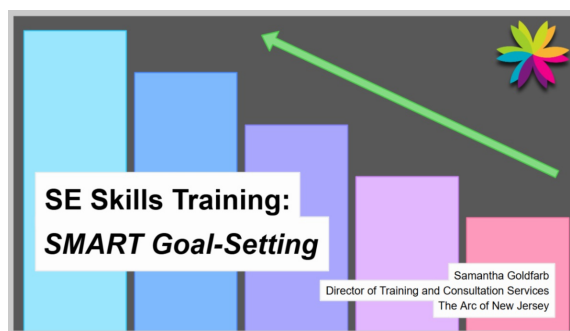 SE Skills Training:
SMART Goal-Setting
Samantha Goldfarb
Director of Training and Consultation Services
The Arc of New Jersey